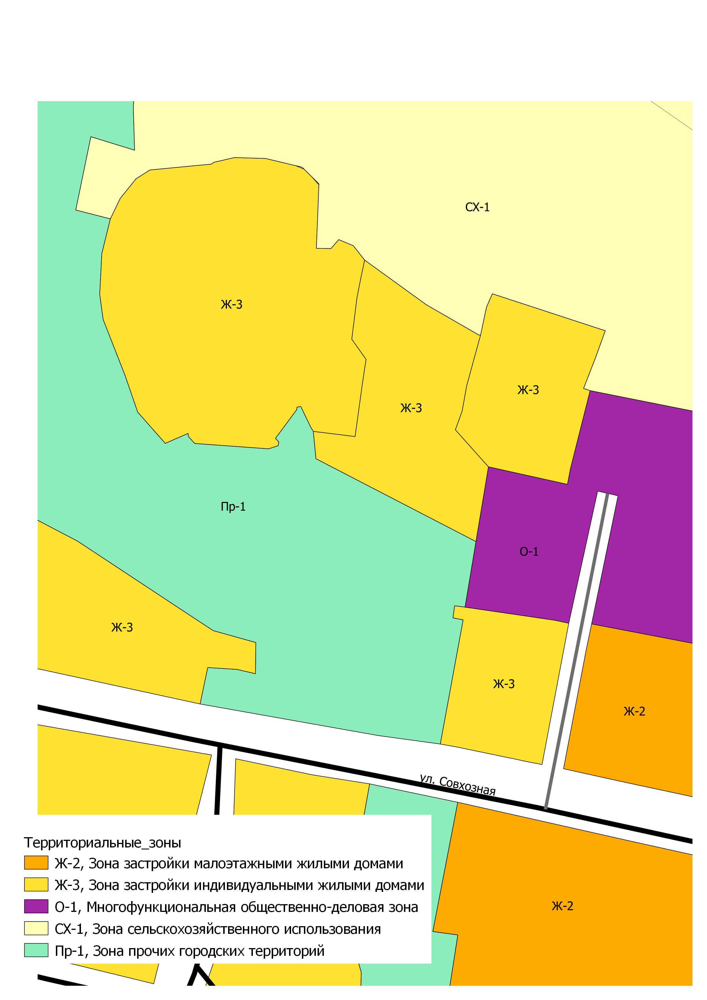 СХ-1
Ж-3
Ж-3
Ж-3
Пр-1
О-1
Ж-3
Ж-3
Ж-2
ул. Совхозная
Территориальные_зоны
Ж-2, Зона застройки малоэтажными жилыми домами
Ж-3, Зона застройки индивидуальными жилыми домами
О-1, Многофункциональная общественно-деловая зона
СХ-1, Зона сельскохозяйственного использования
Пр-1, Зона прочих городских территорий
Ж-2